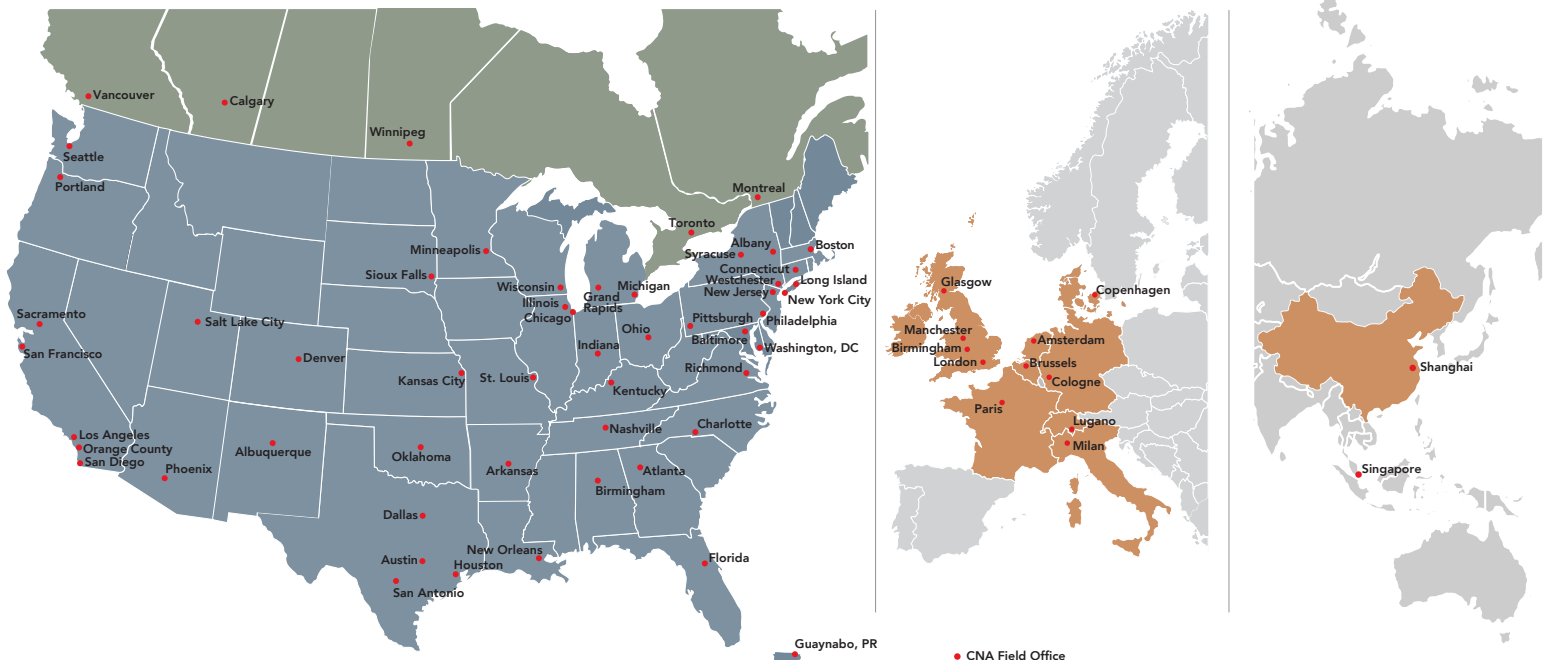 Vancouver
Calgary
Winnipeg
Seattle
Portland
Montreal
Toronto
Minneapolis
Albany
Boston
Syracuse
Sioux Falls
Connecticut
Westchester
Long Island
Wisconsin
Grand
Rapids
Michigan
New Jersey
New York City
Illinois
Chicago
Sacramento
Salt Lake City
Pittsburgh
Philadelphia
Ohio
Baltimore
Indiana
Washington, DC
San Francisco
Denver
Richmond
Kansas City
St. Louis
Kentucky
Nashville
Charlotte
Los Angeles
Orange County
San Diego
Albuquerque
Oklahoma
Phoenix
Arkansas
Atlanta
Birmingham
Dallas
New Orleans
Austin
Houston
Florida
San Antonio
Guaynabo, PR
Glasgow
Copenhagen
Manchester
Amsterdam
Birmingham
London
Brussels
Cologne
Paris
Lugano
Milan
Shanghai
Singapore
CNA Field Office